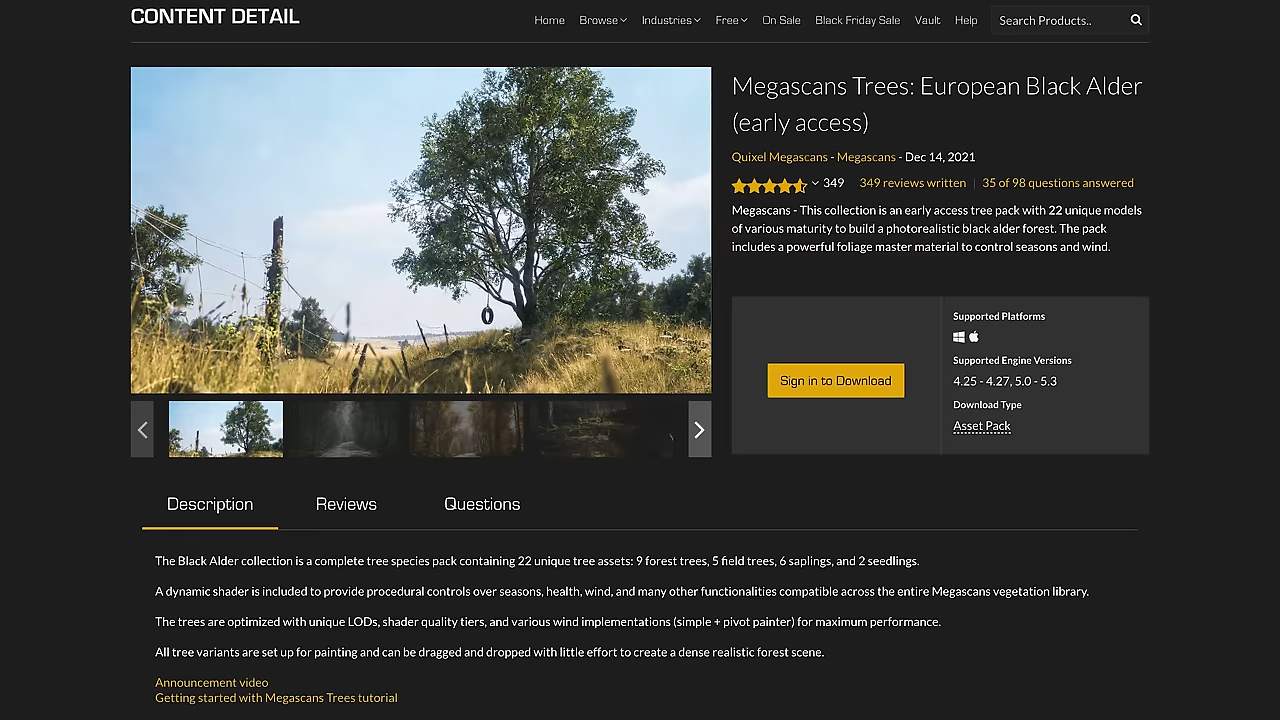 CONTENT DETAIL
Home Browse Industries Free On Sale Black Friday Sale Vault Help Search Products..
Megascans Trees: European Black Alder
(early access)
Quixel Megascans - Megascans - Dec 14, 2021
349 349 reviews written | 35 of 98 questions answered
Megascans - This collection is an early access tree pack with 22 unique models
of various maturity to build a photorealistic black alder forest. The pack
includes a powerful foliage master material to control seasons and wind.
Sign in to Download
Supported Platforms
Supported Engine Versions
4.25 - 4.27, 5.0 - 5.3
Download Type
Asset Pack
Description Reviews Questions
The Black Alder collection is a complete tree species pack containing 22 unique tree assets: 9 forest trees, 5 field trees, 6 saplings, and 2 seedlings.
A dynamic shader is included to provide procedural controls over seasons, health, wind, and many other functionalities compatible across the entire Megascans vegetation library.
The trees are optimized with unique LODs, shader quality tiers, and various wind implementations (simple + pivot painter) for maximum performance.
All tree variants are set up for painting and can be dragged and dropped with little effort to create a dense realistic forest scene.
Announcement video
Getting started with Megascans Trees tutorial